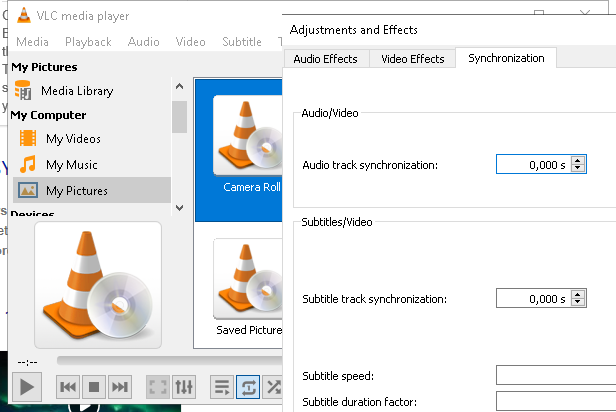 VLC media player
Media Playback Audio Video Subtitle
My Pictures
Media Library
My Computer
My Videos
My Music
My Pictures
Devices
Camera Roll
Saved Picture
--:--
Adjustments and Effects
Audio Effects Video Effects Synchronization
Audio/Video
Audio track synchronization: 0,000 s
Subtitles/Video
Subtitle track synchronization: 0,000 s
Subtitle speed:
Subtitle duration factor: